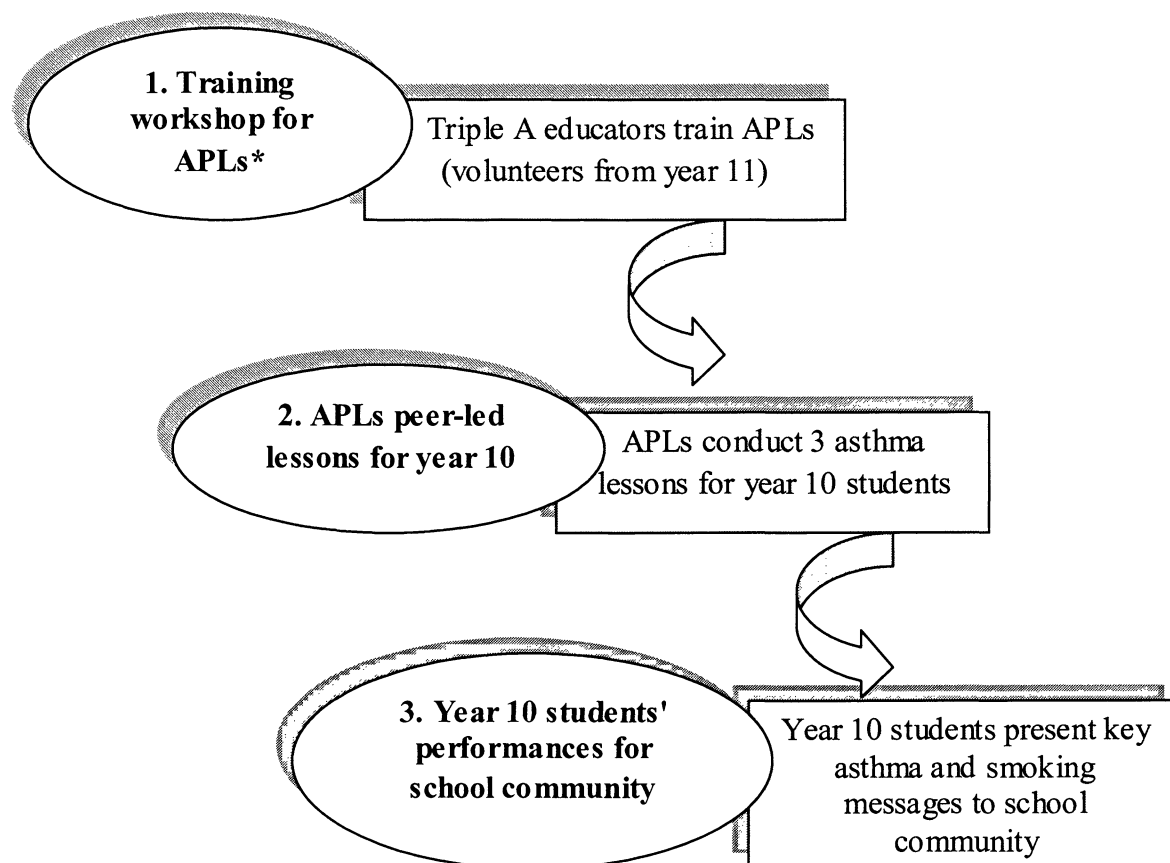 1. Training
workshop for
APLs*
Triple A educators train APLs
(volunteers from year 11)
2. APLs peer-led
lessons for year 10
APLs conduct 3 asthma
lessons for year 10 students
3. Year 10 students'
performances for
school community
Year 10 students present key
asthma and smoking
messages to school
community